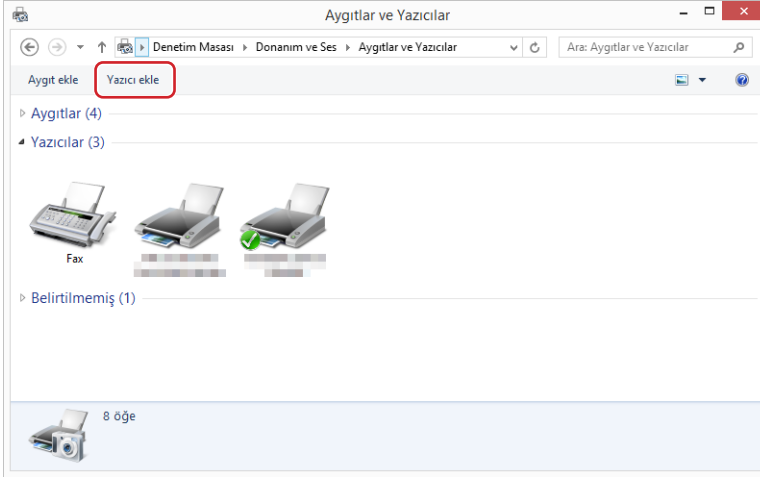 Aygıtlar ve Yazıcılar
Denetim Masası Donanım ve Ses Aygıtlar ve Yazıcılar Ara: Aygıtlar ve Yazıcılar
Aygıt ekle Yazıcı ekle
Aygıtlar (4)
Yazıcılar (3)
Fax
Belirtilmemiş (1)
8 öğe